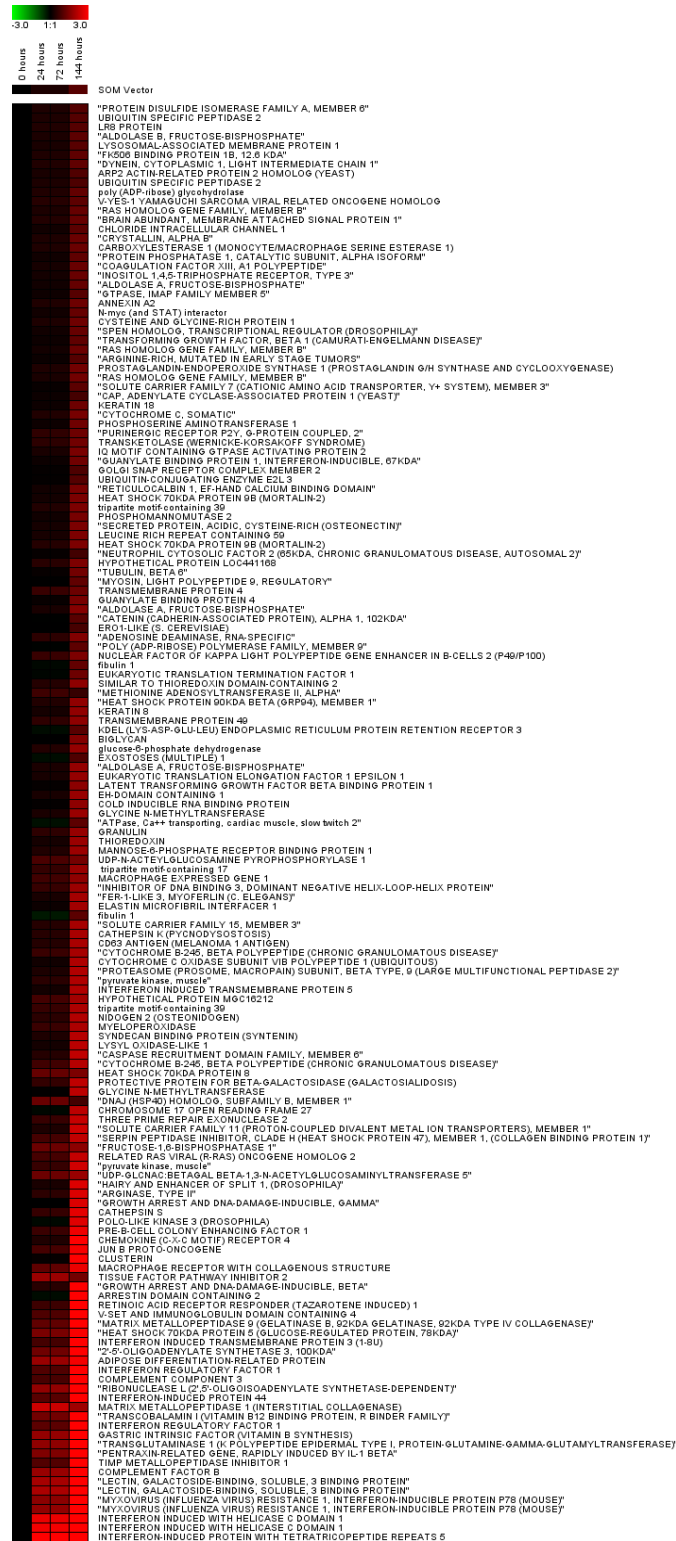 -3.0 1:1 3.0
0 hours
24 hours
72 hours
144 hours
SOM Vector
"PROTEIN DISULFIDE ISOMERASE FAMILY A, MEMBER 6"
UBIQUITIN SPECIFIC PEPTIDASE 2
LR8 PROTEIN
"ALDOLASE B, FRUCTOSE-BISPHOSPHATE"
LYSOSOMAL-ASSOCIATED MEMBRANE PROTEIN 1
"FK506 BINDING PROTEIN 1B, 12.6 KDA"
"DYNEIN, CYTOPLASMIC 1, LIGHT INTERMEDIATE CHAIN 1"
ARP2 ACTIN-RELATED PROTEIN 2 HOMOLOG (YEAST)
UBIQUITIN SPECIFIC PEPTIDASE 2
poly (ADP-ribose) glycohydrolase
V-YES-1 YAMAGUCHI SARCOMA VIRAL RELATED ONCOGENE HOMOLOG
"RAS HOMOLOG GENE FAMILY, MEMBER B"
"BRAIN ABUNDANT, MEMBRANE ATTACHED SIGNAL PROTEIN 1"
CHLORIDE INTRACELLULAR CHANNEL 1
"CRYSTALLIN, ALPHA B"
CARBOXYLESTERASE 1 (MONOCYTE/MACROPHAGE SERINE ESTERASE 1)
"PROTEIN PHOSPHATASE 1, CATALYTIC SUBUNIT, ALPHA ISOFORM"
"COAGULATION FACTOR XIII, A1 POLYPEPTIDE"
"INOSITOL 1,4,5-TRIPHOSPHATE RECEPTOR, TYPE 3"
"ALDOLASE A, FRUCTOSE-BISPHOSPHATE"
"GTPASE, IMAP FAMILY MEMBER 5"
ANNEXIN A2
N-myc (and STAT) interactor
CYSTEINE AND GLYCINE-RICH PROTEIN 1
"SPEN HOMOLOG, TRANSCRIPTIONAL REGULATOR (DROSOPHILA)"
"TRANSFORMING GROWTH FACTOR, BETA 1 (CAMURATI-ENGELMANN DISEASE)"
"RAS HOMOLOG GENE FAMILY, MEMBER B"
"ARGININE-RICH, MUTATED IN EARLY STAGE TUMORS"
PROSTAGLANDIN-ENDOPEROXIDE SYNTHASE 1 (PROSTAGLANDIN G/H SYNTHASE AND CYCLOOXYGENASE)
"RAS HOMOLOG GENE FAMILY, MEMBER B"
"SOLUTE CARRIER FAMILY 7 (CATIONIC AMINO ACID TRANSPORTER, Y+ SYSTEM), MEMBER 3"
"CAP, ADENYLATE CYCLASE-ASSOCIATED PROTEIN 1 (YEAST)"
KERATIN 18
"CYTOCHROME C, SOMATIC"
PHOSPHOSERINE AMINOTRANSFERASE 1
"PURINERGIC RECEPTOR P2Y, G-PROTEIN COUPLED, 2"
TRANSKETOLASE (WERNICKE-KORSAKOFF SYNDROME)
IQ MOTIF CONTAINING GTPASE ACTIVATING PROTEIN 2
"GUANYLATE BINDING PROTEIN 1, INTERFERON-INDUCIBLE, 67KDA"
GOLGI SNAP RECEPTOR COMPLEX MEMBER 2
UBIQUITIN-CONJUGATING ENZYME E2L 3
"RETICULOCALBIN 1, EF-HAND CALCIUM BINDING DOMAIN"
HEAT SHOCK 70KDA PROTEIN 9B (MORTALIN-2)
tripartite motif-containing 39
PHOSPHOMANNOMUTASE 2
"SECRETED PROTEIN, ACIDIC, CYSTEINE-RICH (OSTEONECTIN)"
LEUCINE RICH REPEAT CONTAINING 59
HEAT SHOCK 70KDA PROTEIN 9B (MORTALIN-2)
"NEUTROPHIL CYTOSOLIC FACTOR 2 (65KDA, CHRONIC GRANULOMATOUS DISEASE, AUTOSOMAL 2)"
HYPOTHETICAL PROTEIN LOC441168
"TUBULIN, BETA 6"
"MYOSIN, LIGHT POLYPEPTIDE 9, REGULATORY"
TRANSMEMBRANE PROTEIN 4
GUANYLATE BINDING PROTEIN 4
"ALDOLASE A, FRUCTOSE-BISPHOSPHATE"
"CATENIN (CADHERIN-ASSOCIATED PROTEIN), ALPHA 1, 102KDA"
ERO1-LIKE (S. CEREVISIAE)
"ADENOSINE DEAMINASE, RNA-SPECIFIC"
"POLY (ADP-RIBOSE) POLYMERASE FAMILY, MEMBER 9"
NUCLEAR FACTOR OF KAPPA LIGHT POLYPEPTIDE GENE ENHANCER IN B-CELLS 2 (P49/P100)
fibulin 1
EUKARYOTIC TRANSLATION TERMINATION FACTOR 1
SIMILAR TO THIOREDOXIN DOMAIN-CONTAINING 2
"METHIONINE ADENOSYLTRANSFERASE II, ALPHA"
"HEAT SHOCK PROTEIN 90KDA BETA (GRP94), MEMBER 1"
KERATIN 8
TRANSMEMBRANE PROTEIN 49
KDEL (LYS-ASP-GLU-LEU) ENDOPLASMIC RETICULUM PROTEIN RETENTION RECEPTOR 3
BIGLYCAN
glucose-6-phosphate dehydrogenase
EXOSTOSES (MULTIPLE) 1
"ALDOLASE A, FRUCTOSE-BISPHOSPHATE"
EUKARYOTIC TRANSLATION ELONGATION FACTOR 1 EPSILON 1
LATENT TRANSFORMING GROWTH FACTOR BETA BINDING PROTEIN 1
EH-DOMAIN CONTAINING 1
COLD INDUCIBLE RNA BINDING PROTEIN
GLYCINE N-METHYLTRANSFERASE
"ATPase, Ca++ transporting, cardiac muscle, slow twitch 2"
GRANULIN
THIOREDOXIN
MANNOSE-6-PHOSPHATE RECEPTOR BINDING PROTEIN 1
UDP-N-ACTEYLGLUCOSAMINE PYROPHOSPHORYLASE 1
tripartite motif-containing 17
MACROPHAGE EXPRESSED GENE 1
"INHIBITOR OF DNA BINDING 3, DOMINANT NEGATIVE HELIX-LOOP-HELIX PROTEIN"
"FER-1-LIKE 3, MYOFERLIN (C. ELEGANS)"
ELASTIN MICROFIBRIL INTERFACER 1
fibulin 1
"SOLUTE CARRIER FAMILY 15, MEMBER 3"
CATHEPSIN K (PYCNODYSOSTOSIS)
CD63 ANTIGEN (MELANOMA 1 ANTIGEN)
"CYTOCHROME B-245, BETA POLYPEPTIDE (CHRONIC GRANULOMATOUS DISEASE)"
CYTOCHROME C OXIDASE SUBUNIT VIB POLYPEPTIDE 1 (UBIQUITOUS)
"PROTEASOME (PROSOME, MACROPAIN) SUBUNIT, BETA TYPE, 9 (LARGE MULTIFUNCTIONAL PEPTIDASE 2)"
"pyruvate kinase, muscle"
INTERFERON INDUCED TRANSMEMBRANE PROTEIN 5
HYPOTHETICAL PROTEIN MGC16212
tripartite motif-containing 39
NIDOGEN 2 (OSTEONIDOGEN)
MYELOPEROXIDASE
SYNDECAN BINDING PROTEIN (SYNTENIN)
LYSYL OXIDASE-LIKE 1
"CASPASE RECRUITMENT DOMAIN FAMILY, MEMBER 6"
"CYTOCHROME B-245, BETA POLYPEPTIDE (CHRONIC GRANULOMATOUS DISEASE)"
HEAT SHOCK 70KDA PROTEIN 8
PROTECTIVE PROTEIN FOR BETA-GALACTOSIDASE (GALACTOSIALIDOSIS)
GLYCINE N-METHYLTRANSFERASE
"DNAJ (HSP40) HOMOLOG, SUBFAMILY B, MEMBER 1"
CHROMOSOME 17 OPEN READING FRAME 27
THREE PRIME REPAIR EXONUCLEASE 2
"SOLUTE CARRIER FAMILY 11 (PROTON-COUPLED DIVALENT METAL ION TRANSPORTERS), MEMBER 1"
"SERPIN PEPTIDASE INHIBITOR, CLADE H (HEAT SHOCK PROTEIN 47), MEMBER 1, (COLLAGEN BINDING PROTEIN 1)"
"FRUCTOSE-1,6-BISPHOSPHATASE 1"
RELATED RAS VIRAL (R-RAS) ONCOGENE HOMOLOG 2
"pyruvate kinase, muscle"
"UDP-GLCNAC:BETAGAL BETA-1,3-N-ACETYLGLUCOSAMINYLTRANSFERASE 5"
"HAIRY AND ENHANCER OF SPLIT 1, (DROSOPHILA)"
"ARGINASE, TYPE II"
"GROWTH ARREST AND DNA-DAMAGE-INDUCIBLE, GAMMA"
CATHEPSIN S
POLO-LIKE KINASE 3 (DROSOPHILA)
PRE-B-CELL COLONY ENHANCING FACTOR 1
CHEMOKINE (C-X-C MOTIF) RECEPTOR 4
JUN B PROTO-ONCOGENE
CLUSTERIN
MACROPHAGE RECEPTOR WITH COLLAGENOUS STRUCTURE
TISSUE FACTOR PATHWAY INHIBITOR 2
"GROWTH ARREST AND DNA-DAMAGE-INDUCIBLE, BETA"
ARRESTIN DOMAIN CONTAINING 2
RETINOIC ACID RECEPTOR RESPONDER (TAZAROTENE INDUCED) 1
V-SET AND IMMUNOGLOBULIN DOMAIN CONTAINING 4
"MATRIX METALLOPEPTIDASE 9 (GELATINASE B, 92KDA GELATINASE, 92KDA TYPE IV COLLAGENASE)"
"HEAT SHOCK 70KDA PROTEIN 5 (GLUCOSE-REGULATED PROTEIN, 78KDA)"
INTERFERON INDUCED TRANSMEMBRANE PROTEIN 3 (1-8U)
"2'-5'-OLIGOADENYLATE SYNTHETASE 3, 100KDA"
ADIPOSE DIFFERENTIATION-RELATED PROTEIN
INTERFERON REGULATORY FACTOR 1
COMPLEMENT COMPONENT 3
"RIBONUCLEASE L (2',5'-OLIGOISOADENYLATE SYNTHETASE-DEPENDENT)"
INTERFERON-INDUCED PROTEIN 44
MATRIX METALLOPEPTIDASE 1 (INTERSTITIAL COLLAGENASE)
"TRANSCOBALAMIN I (VITAMIN B12 BINDING PROTEIN, R BINDER FAMILY)"
INTERFERON REGULATORY FACTOR 1
GASTRIC INTRINSIC FACTOR (VITAMIN B SYNTHESIS)
"TRANSGLUTAMINASE 1 (K POLYPEPTIDE EPIDERMAL TYPE I, PROTEIN-GLUTAMINE-GAMMA-GLUTAMYLTRANSFERASE)"
"PENTRAXIN-RELATED GENE, RAPIDLY INDUCED BY IL-1 BETA"
TIMP METALLOPEPTIDASE INHIBITOR 1
COMPLEMENT FACTOR B
"LECTIN, GALACTOSIDE-BINDING, SOLUBLE, 3 BINDING PROTEIN"
"LECTIN, GALACTOSIDE-BINDING, SOLUBLE, 3 BINDING PROTEIN"
"MYXOVIRUS (INFLUENZA VIRUS) RESISTANCE 1, INTERFERON-INDUCIBLE PROTEIN P78 (MOUSE)"
"MYXOVIRUS (INFLUENZA VIRUS) RESISTANCE 1, INTERFERON-INDUCIBLE PROTEIN P78 (MOUSE)"
INTERFERON INDUCED WITH HELICASE C DOMAIN 1
INTERFERON INDUCED WITH HELICASE C DOMAIN 1
INTERFERON-INDUCED PROTEIN WITH TETRATRICOPEPTIDE REPEATS 5